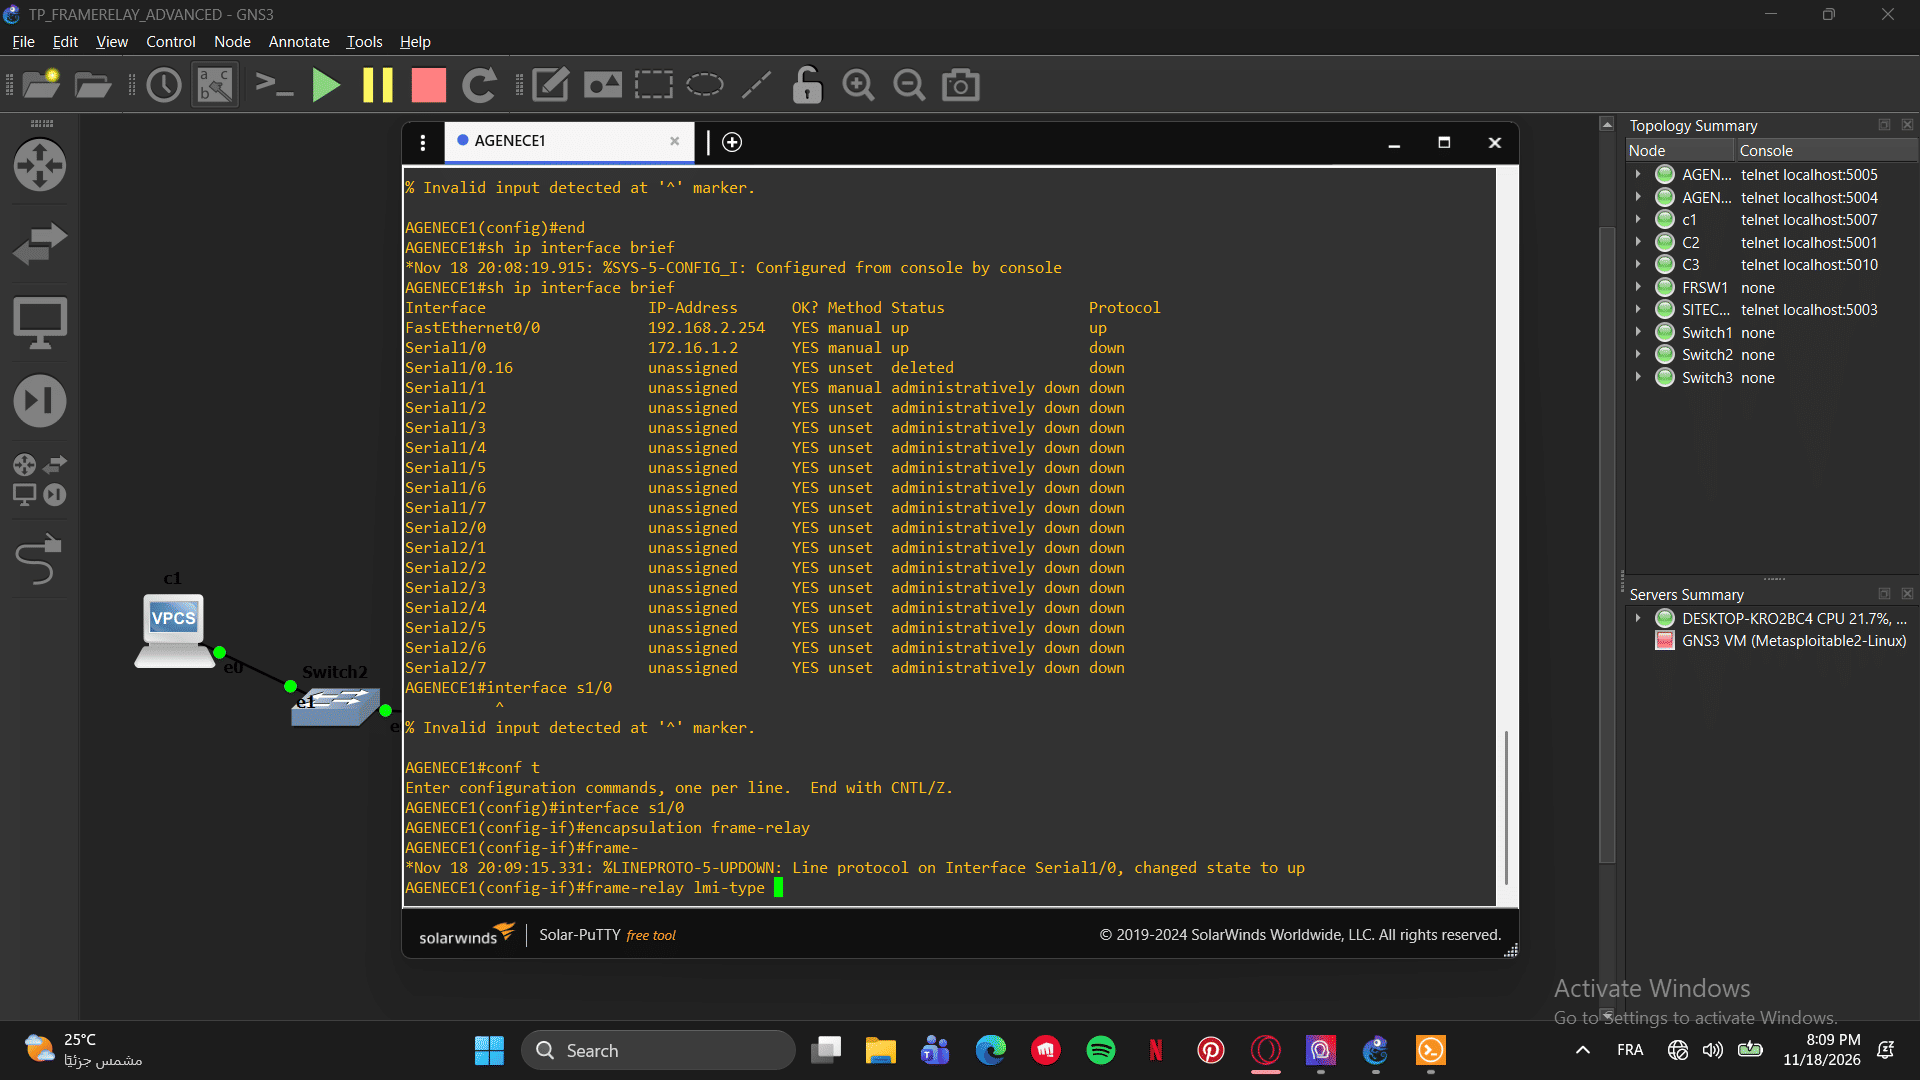 TP_FRAMERELAY_ADVANCED - GNS3
File Edit View Control Node Annotate Tools Help
AGENECE1
% Invalid input detected at '^' marker.
AGENECE1(config)#end
AGENECE1#sh ip interface brief
*Nov 18 20:08:19.915: %SYS-5-CONFIG_I: Configured from console by console
AGENECE1#sh ip interface brief
Interface IP-Address OK? Method Status Protocol
FastEthernet0/0 192.168.2.254 YES manual up up
Serial1/0 172.16.1.2 YES manual up down
Serial1/0.16 unassigned YES unset deleted down
Serial1/1 unassigned YES manual administratively down down
Serial1/2 unassigned YES unset administratively down down
Serial1/3 unassigned YES unset administratively down down
Serial1/4 unassigned YES unset administratively down down
Serial1/5 unassigned YES unset administratively down down
Serial1/6 unassigned YES unset administratively down down
Serial1/7 unassigned YES unset administratively down down
Serial2/0 unassigned YES unset administratively down down
Serial2/1 unassigned YES unset administratively down down
Serial2/2 unassigned YES unset administratively down down
Serial2/3 unassigned YES unset administratively down down
Serial2/4 unassigned YES unset administratively down down
Serial2/5 unassigned YES unset administratively down down
Serial2/6 unassigned YES unset administratively down down
Serial2/7 unassigned YES unset administratively down down
AGENECE1#interface s1/0
^
% Invalid input detected at '^' marker.
AGENECE1#conf t
Enter configuration commands, one per line. End with CNTL/Z.
AGENECE1(config)#interface s1/0
AGENECE1(config-if)#encapsulation frame-relay
AGENECE1(config-if)#frame-
*Nov 18 20:09:15.331: %LINEPROTO-5-UPDOWN: Line protocol on Interface Serial1/0, changed state to up
AGENECE1(config-if)#frame-relay lmi-type
solarwinds Solar-PuTTY free tool © 2019-2024 SolarWinds Worldwide, LLC. All rights reserved.
c1
VPCS
e0
Switch2
e1
e
Topology Summary
Node Console
AGEN... telnet localhost:5005
AGEN... telnet localhost:5004
c1 telnet localhost:5007
C2 telnet localhost:5001
C3 telnet localhost:5010
FRSW1 none
SITEC... telnet localhost:5003
Switch1 none
Switch2 none
Switch3 none
Servers Summary
DESKTOP-KRO2BC4 CPU 21.7%, ...
GNS3 VM (Metasploitable2-Linux)
Activate Windows
Go to Settings to activate Windows.
25°C
مشمس جزئيًا
Search
FRA
8:09 PM
11/18/2026